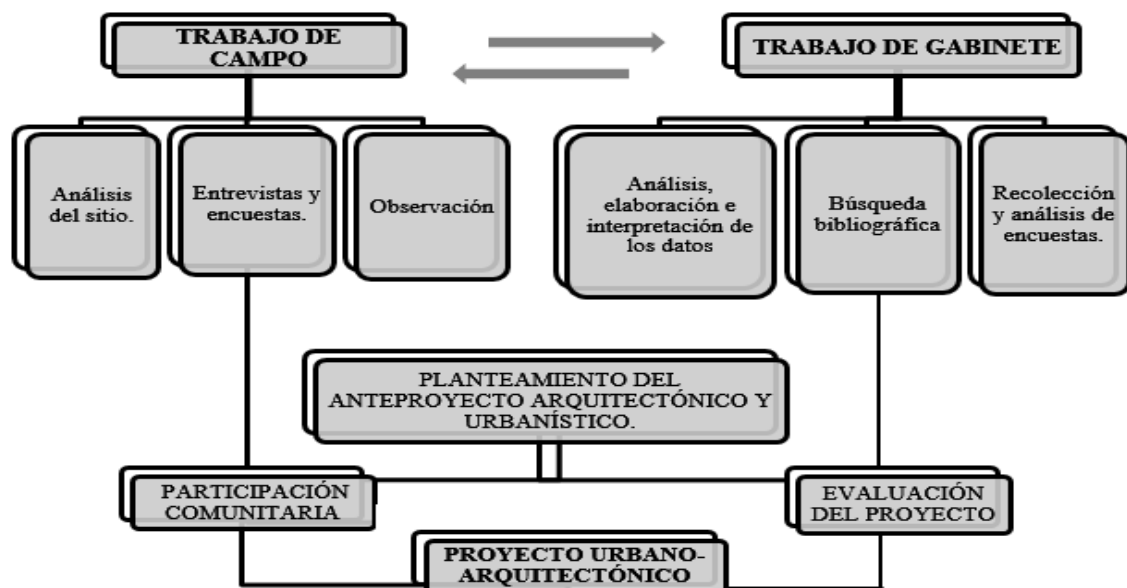 TRABAJO DE
CAMPO
TRABAJO DE GABINETE
Análisis
del sitio.
Entrevistas y
encuestas.
Observación
Análisis,
elaboración e
interpretación de
los datos
Búsqueda
bibliográfica
Recolección
y análisis de
encuestas.
PLANTEAMIENTO DEL
ANTEPROYECTO ARQUITECTÓNICO Y
URBANÍSTICO.
PARTICIPACIÓN
COMUNITARIA
EVALUACIÓN
DEL PROYECTO
PROYECTO URBANO-
ARQUITECTÓNICO